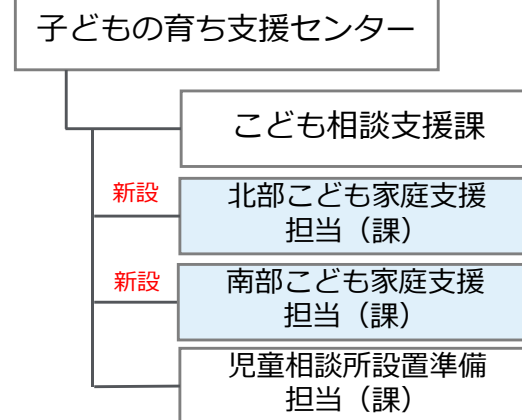 子どもの育ち支援センター
こども相談支援課
新設
北部こども家庭支援
担当（課）
新設
南部こども家庭支援
担当（課）
児童相談所設置準備
担当（課）